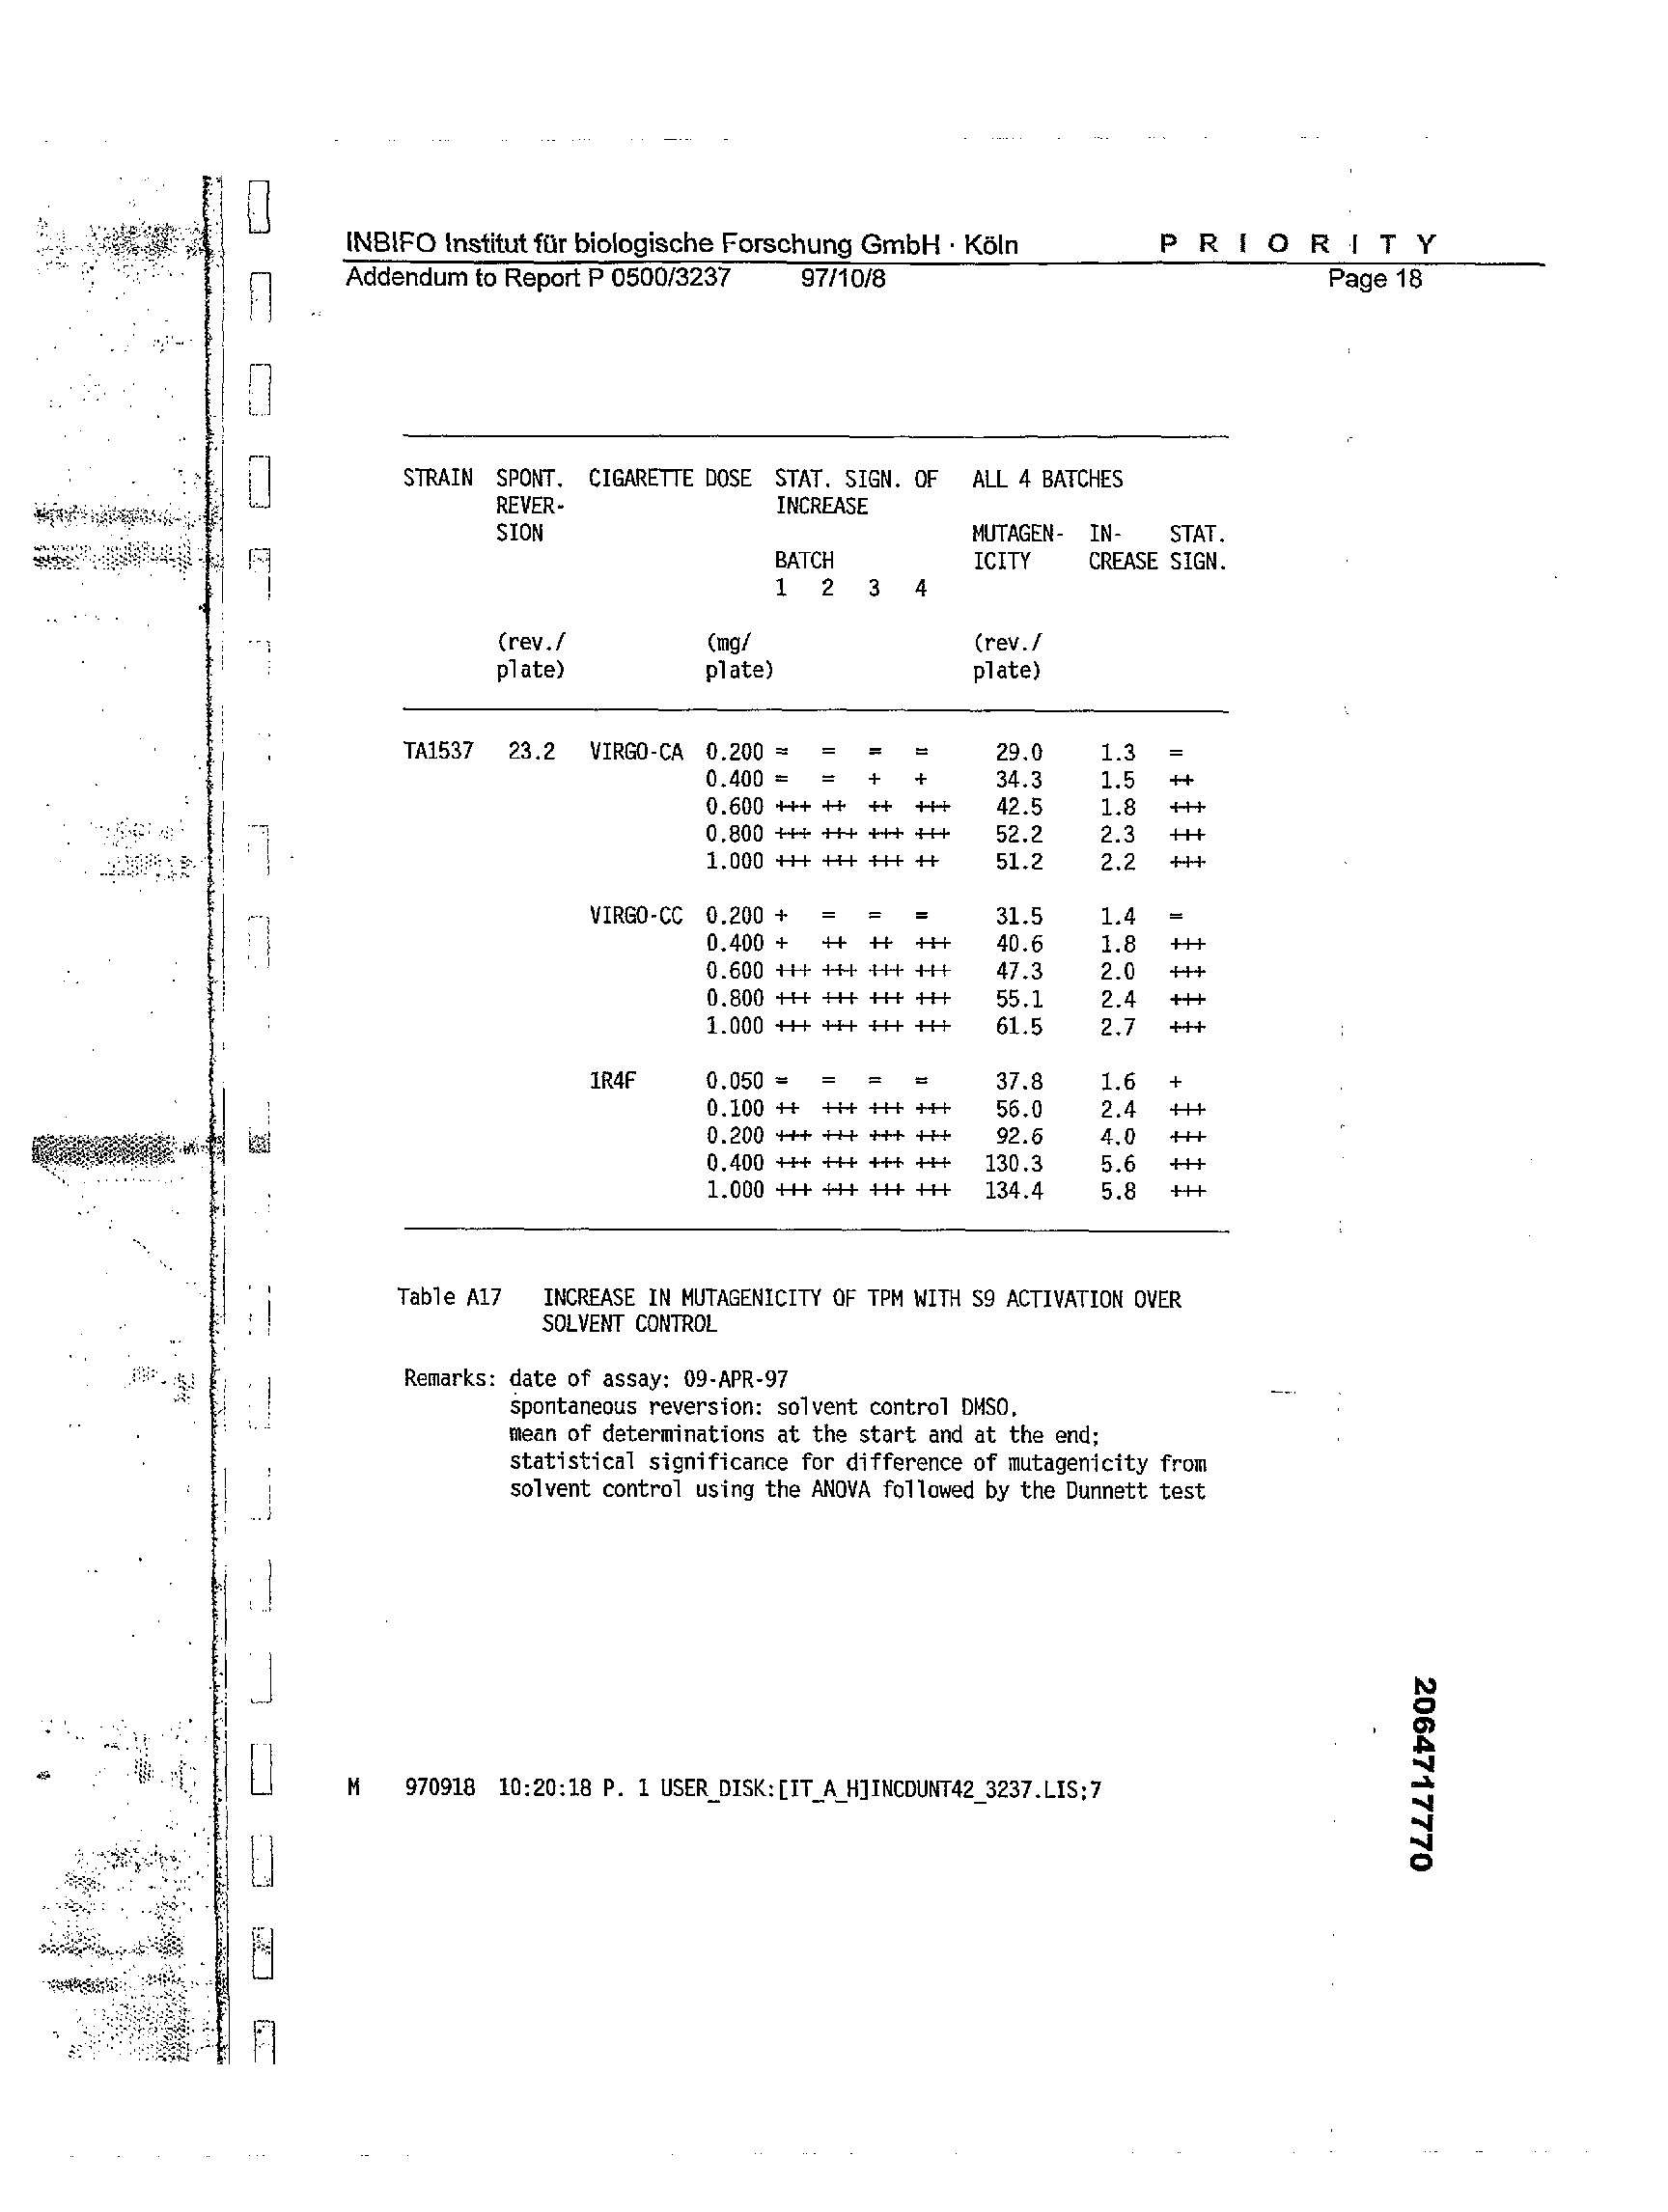 INBIFO Institut für biologische Forschung GmbH · Köln P R I O R I T Y
Addendum to Report P 0500/3237 97/10/8 Page 18
STRAIN SPONT. CIGARETTE DOSE STAT. SIGN. OF ALL 4 BATCHES
REVER- INCREASE
SION MUTAGEN- IN- STAT.
BATCH ICITY CREASE SIGN.
1 2 3 4
(rev./ (mg/ (rev./
plate) plate) plate)
TA1537 23.2 VIRGO-CA 0.200 = = = = 29.0 1.3 =
0.400 = = + + 34.3 1.5 ++
0.600 +++ ++ ++ +++ 42.5 1.8 +++
0.800 +++ +++ +++ +++ 52.2 2.3 +++
1.000 +++ +++ +++ ++ 51.2 2.2 +++
VIRGO-CC 0.200 + = = = 31.5 1.4 =
0.400 + ++ ++ +++ 40.6 1.8 +++
0.600 +++ +++ +++ +++ 47.3 2.0 +++
0.800 +++ +++ +++ +++ 55.1 2.4 +++
1.000 +++ +++ +++ +++ 61.5 2.7 +++
1R4F 0.050 = = = = 37.8 1.6 +
0.100 ++ +++ +++ +++ 56.0 2.4 +++
0.200 +++ +++ +++ +++ 92.6 4.0 +++
0.400 +++ +++ +++ +++ 130.3 5.6 +++
1.000 +++ +++ +++ +++ 134.4 5.8 +++
Table A17 INCREASE IN MUTAGENICITY OF TPM WITH S9 ACTIVATION OVER
SOLVENT CONTROL
Remarks: date of assay: 09-APR-97
spontaneous reversion: solvent control DMSO,
mean of determinations at the start and at the end;
statistical significance for difference of mutagenicity from
solvent control using the ANOVA followed by the Dunnett test
M 970918 10:20:18 P. 1 USER_DISK:[IT_A_H]INCDUNT42_3237.LIS;7
2064717770